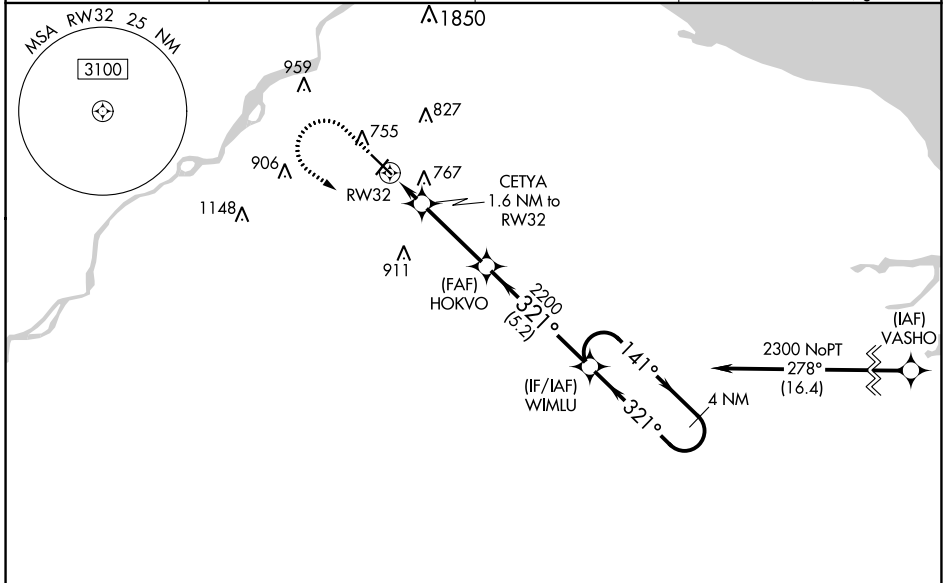 MSA RW32 25 NM
3100
1850
959
827
755
906
767
RW32
CETYA
1.6 NM to
RW32
1148
911
(FAF)
HOKVO
2200
321°
(5.2)
(IAF)
VASHO
2300 NoPT
278°
(16.4)
141°
(IF/IAF)
WIMLU
4 NM
321°